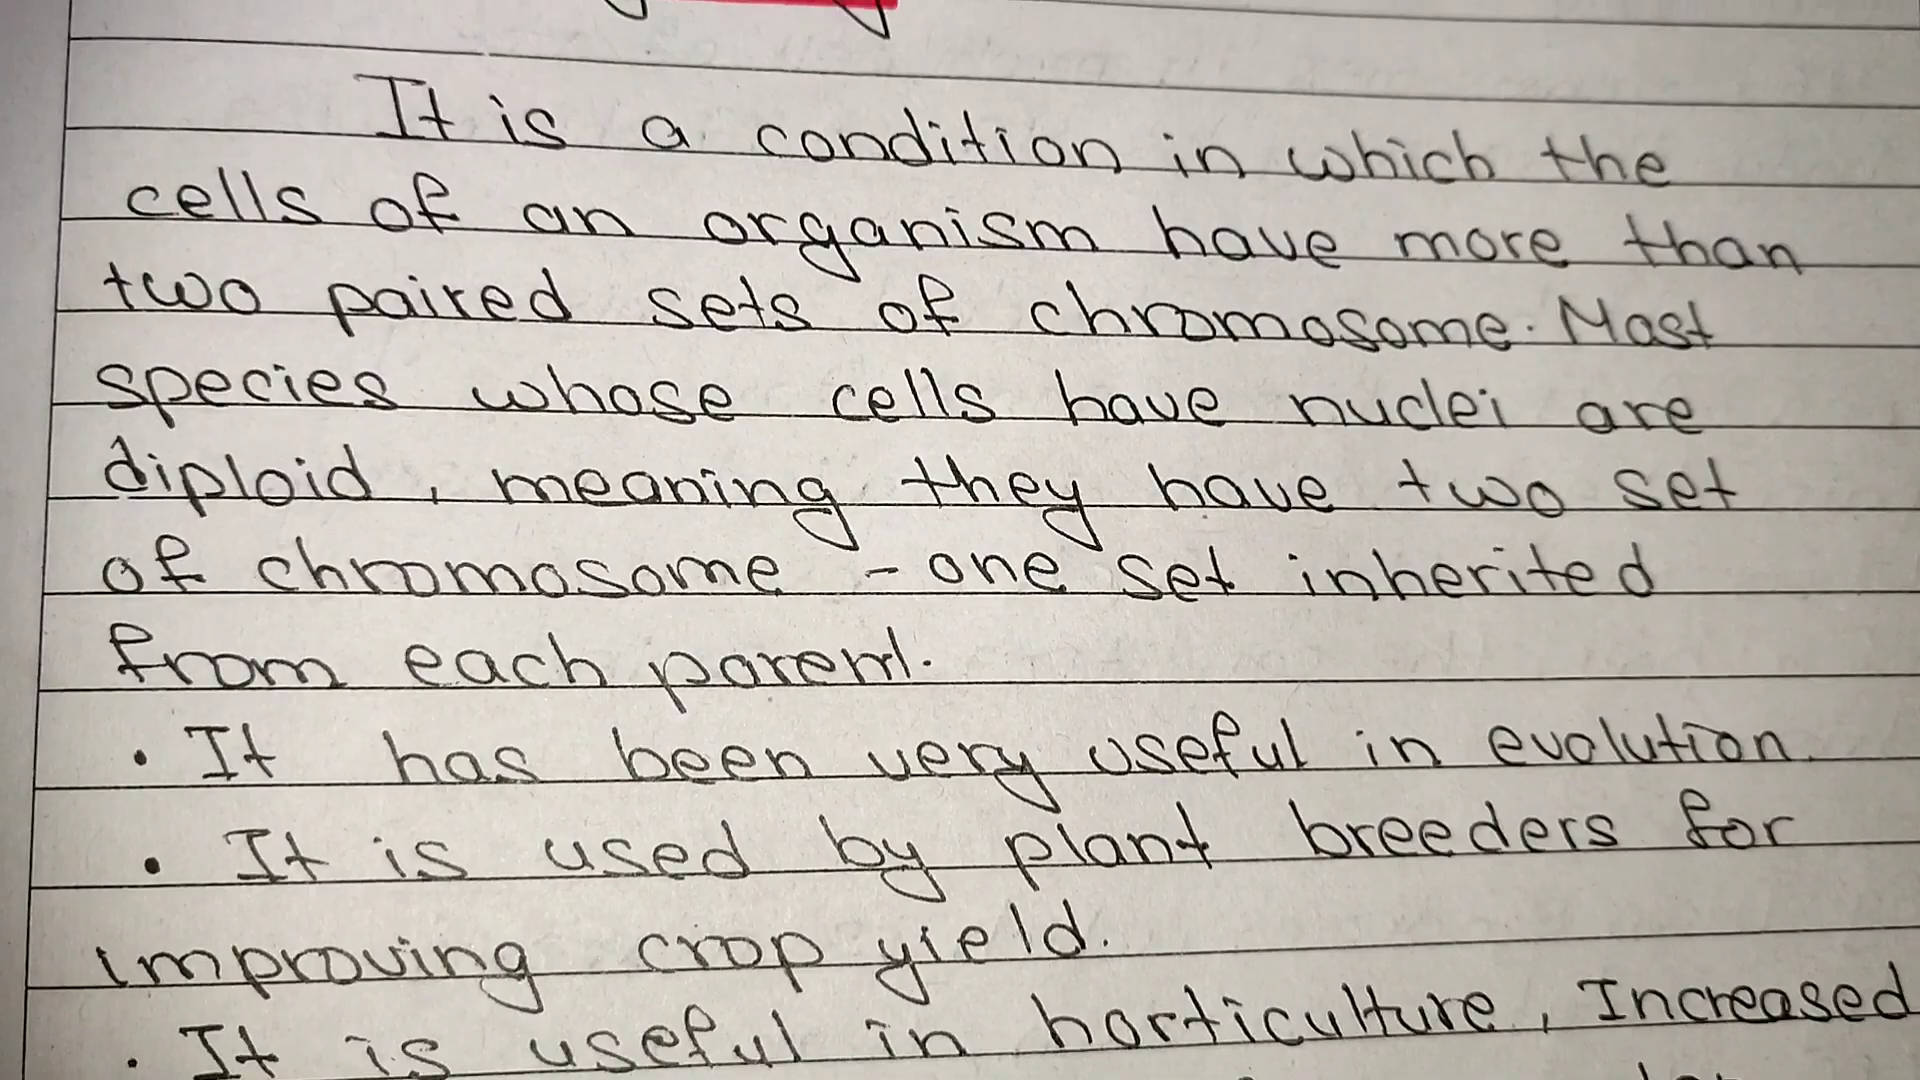 It is a condition in which the
cells of an organism have more than
two paired sets of chromosome. Most
species whose cells have nuclei are
diploid, meaning they have two set
of chromosome - one set inherited
from each parent.
• It has been very useful in evolution.
• It is used by plant breeders for
improving crop yield.
• It is useful in horticulture, Increased